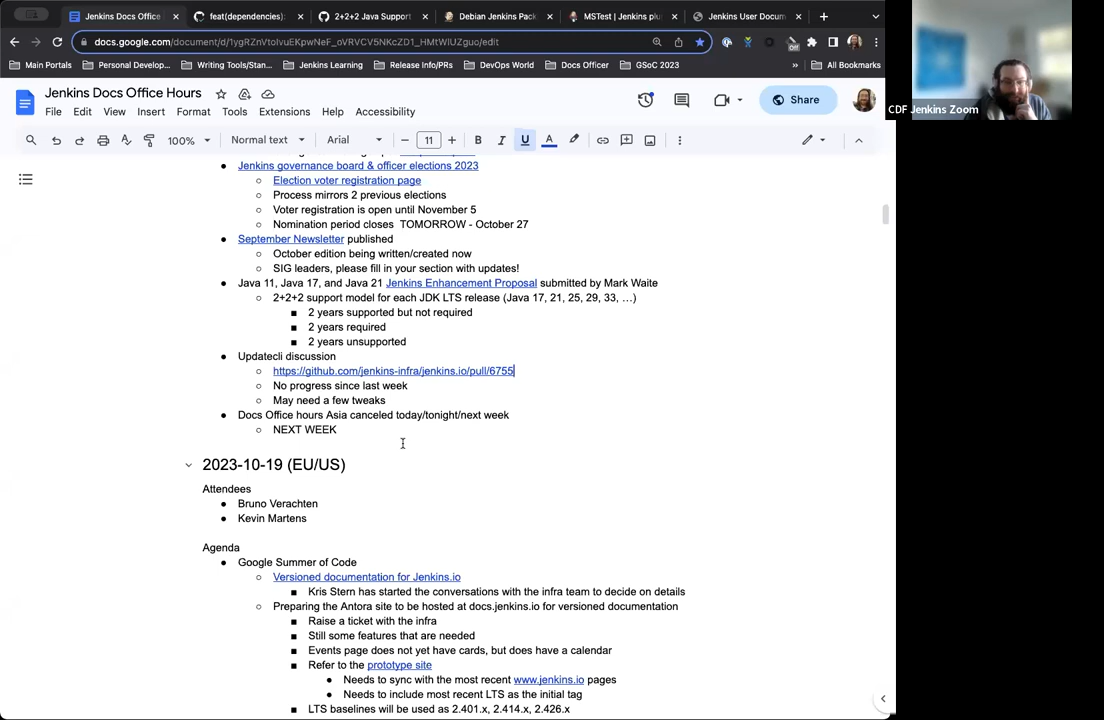 Jenkins Docs Office
feat(dependencies):
2+2+2 Java Support
Debian Jenkins Pack
MSTest | Jenkins plu
Jenkins User Docum
docs.google.com/document/d/1ygRZnVtoIvuEKpwNeF_oVRVCV5NKcZD1_HMtWlUZguo/edit
Off
Main Portals
Personal Develop...
Writing Tools/Stan...
Jenkins Learning
Release Info/PRs
DevOps World
Docs Officer
GSoC 2023
»
All Bookmarks
Jenkins Docs Office Hours
File Edit View Insert Format Tools Extensions Help Accessibility
Share
CDF Jenkins Zoom
100% Normal text Arial 11 B I U A
Jenkins governance board & officer elections 2023
Election voter registration page
Process mirrors 2 previous elections
Voter registration is open until November 5
Nomination period closes TOMORROW - October 27
September Newsletter published
October edition being written/created now
SIG leaders, please fill in your section with updates!
Java 11, Java 17, and Java 21 Jenkins Enhancement Proposal submitted by Mark Waite
2+2+2 support model for each JDK LTS release (Java 17, 21, 25, 29, 33, …)
2 years supported but not required
2 years required
2 years unsupported
Updatecli discussion
https://github.com/jenkins-infra/jenkins.io/pull/6755
No progress since last week
May need a few tweaks
Docs Office hours Asia canceled today/tonight/next week
NEXT WEEK
2023-10-19 (EU/US)
Attendees
Bruno Verachten
Kevin Martens
Agenda
Google Summer of Code
Versioned documentation for Jenkins.io
Kris Stern has started the conversations with the infra team to decide on details
Preparing the Antora site to be hosted at docs.jenkins.io for versioned documentation
Raise a ticket with the infra
Still some features that are needed
Events page does not yet have cards, but does have a calendar
Refer to the prototype site
Needs to sync with the most recent www.jenkins.io pages
Needs to include most recent LTS as the initial tag
LTS baselines will be used as 2.401.x, 2.414.x, 2.426.x